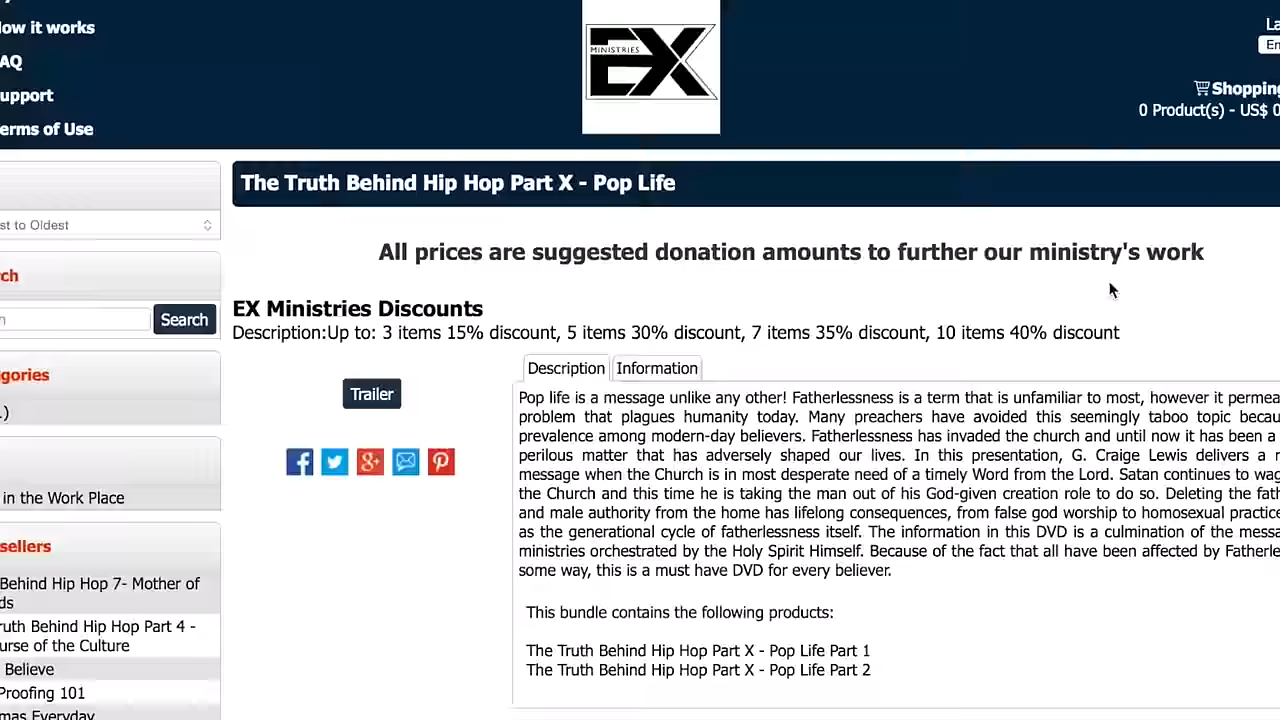 ow it works
AQ
upport
erms of Use
MINISTRIES
EX
La
En
Shopping
0 Product(s) - US$ 0
st to Oldest
rch
n
Search
gories
.)
in the Work Place
sellers
Behind Hip Hop 7- Mother of
ds
ruth Behind Hip Hop Part 4 -
urse of the Culture
Believe
Proofing 101
mas Everyday
The Truth Behind Hip Hop Part X - Pop Life
All prices are suggested donation amounts to further our ministry's work
EX Ministries Discounts
Description:Up to: 3 items 15% discount, 5 items 30% discount, 7 items 35% discount, 10 items 40% discount
Trailer
Description
Information
Pop life is a message unlike any other! Fatherlessness is a term that is unfamiliar to most, however it permea
problem that plagues humanity today. Many preachers have avoided this seemingly taboo topic becau
prevalence among modern-day believers. Fatherlessness has invaded the church and until now it has been a
perilous matter that has adversely shaped our lives. In this presentation, G. Craige Lewis delivers a r
message when the Church is in most desperate need of a timely Word from the Lord. Satan continues to wag
the Church and this time he is taking the man out of his God-given creation role to do so. Deleting the fath
and male authority from the home has lifelong consequences, from false god worship to homosexual practice
as the generational cycle of fatherlessness itself. The information in this DVD is a culmination of the messa
ministries orchestrated by the Holy Spirit Himself. Because of the fact that all have been affected by Fatherle
some way, this is a must have DVD for every believer.
This bundle contains the following products:
The Truth Behind Hip Hop Part X - Pop Life Part 1
The Truth Behind Hip Hop Part X - Pop Life Part 2